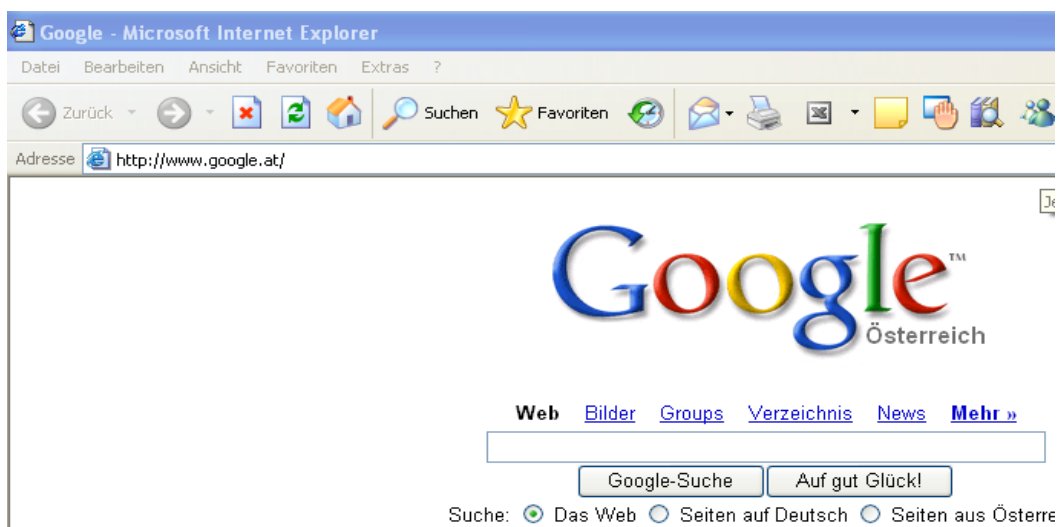 Google - Microsoft Internet Explorer
Datei Bearbeiten Ansicht Favoriten Extras ?
Zurück Suchen Favoriten
Adresse http://www.google.at/
Je
Google™
Österreich
Web Bilder Groups Verzeichnis News Mehr »
Google-Suche Auf gut Glück!
Suche: Das Web Seiten auf Deutsch Seiten aus Österre